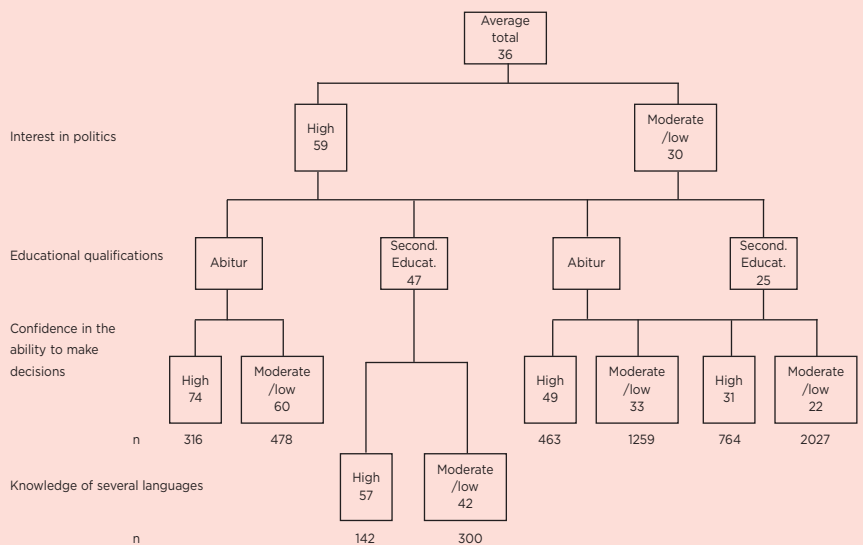 Average
total
36
Interest in politics
High
59
Moderate
/low
30
Educational qualifications
Abitur
Second.
Educat.
47
Abitur
Second.
Educat.
25
Confidence in the
ability to make
decisions
High
74
Moderate
/low
60
High
49
Moderate
/low
33
High
31
Moderate
/low
22
n 316 478 463 1259 764 2027
Knowledge of several languages
High
57
Moderate
/low
42
n 142 300